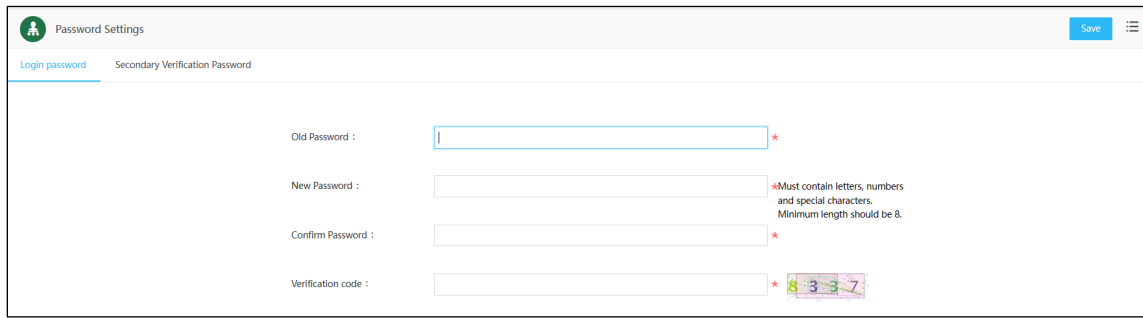 Password Settings
Save
Login password
Secondary Verification Password
Old Password :
*
New Password :
*Must contain letters, numbers
and special characters.
Minimum length should be 8.
Confirm Password :
*
Verification code :
* 8 3 3 7